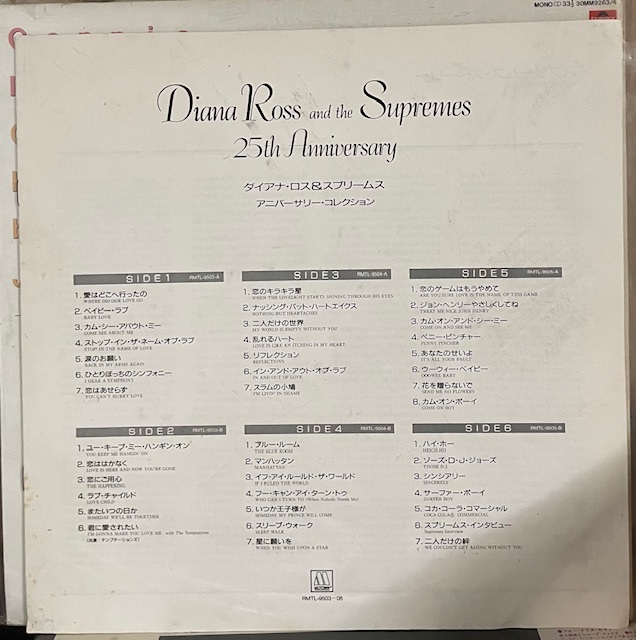 MONO 33⅓ 30MM9263/4
Diana Ross and the Supremes
25th Anniversary
ダイアナ・ロス&スプリームス
アニバーサリー・コレクション
SIDE 1 RMTL-9503-A
1. 愛はどこへ行ったの
WHERE DID OUR LOVE GO
2. ベイビー・ラブ
BABY LOVE
3. カム・シー・アバウト・ミー
COME SEE ABOUT ME
4. ストップ・イン・ザ・ネーム・オブ・ラブ
STOP! IN THE NAME OF LOVE
5. 涙のお願い
BACK IN MY ARMS AGAIN
6. ひとりぼっちのシンフォニー
I HEAR A SYMPHONY
7. 恋はあせらず
YOU CAN'T HURRY LOVE
SIDE 2 RMTL-9503-B
1. ユー・キープ・ミー・ハンギン・オン
YOU KEEP ME HANGIN' ON
2. 恋ははかなく
LOVE IS HERE AND NOW YOU'RE GONE
3. 恋にご用心
THE HAPPENING
4. ラブ・チャイルド
LOVE CHILD
5. またいつの日か
SOMEDAY WE'LL BE TOGETHER
6. 君に愛されたい
I'M GONNA MAKE YOU LOVE ME with The Temptations
(共演:テンプテーションズ)
SIDE 3 RMTL-9504-A
1. 恋のキラキラ星
WHEN THE LOVELIGHT STARTS SHINING THROUGH HIS EYES
2. ナッシング・バット・ハートエイクス
NOTHING BUT HEARTACHES
3. 二人だけの世界
MY WORLD IS EMPTY WITHOUT YOU
4. 乱れるハート
LOVE IS LIKE AN ITCHING IN MY HEART
5. リフレクション
REFLECTIONS
6. イン・アンド・アウト・オブ・ラブ
IN AND OUT OF LOVE
7. スラムの小鳩
I'M LIVIN' IN SHAME
SIDE 4 RMTL-9504-B
1. ブルー・ルーム
THE BLUE ROOM
2. マンハッタン
MANHATTAN
3. イフ・アイ・ルールド・ザ・ワールド
IF I RULED THE WORLD
4. フー・キャン・アイ・ターン・トゥ
WHO CAN I TURN TO (When Nobody Needs Me)
5. いつか王子様が
SOMEDAY MY PRINCE WILL COME
6. スリープ・ウォーク
SLEEP WALK
7. 星に願いを
WHEN YOU WISH UPON A STAR
SIDE 5 RMTL-9505-A
1. 恋のゲームはもうやめて
ARE YOU SURE LOVE IS THE NAME OF THIS GAME
2. ジョン・ヘンリーやさしくしてね
TREAT ME NICE JOHN HENRY
3. カム・オン・アンド・シー・ミー
COME ON AND SEE ME
4. ペニー・ピンチャー
PENNY PINCHER
5. あなたのせいよ
IT'S ALL YOUR FAULT
6. ウーウィー・ベイビー
OOOWEE BABY
7. 花を贈らないで
SEND ME NO FLOWERS
8. カム・オン・ボーイ
COME ON BOY
SIDE 6 RMTL-9505-B
1. ハイ・ホー
HEIGH-HO
2. ソーズ・D・J・ジョーズ
THOSE D.J.
3. シンシアリー
SINCERELY
4. サーファー・ボーイ
SURFER BOY
5. コカ・コーラ・コマーシャル
COCA COLA® COMMERCIAL
6. スプリームス・インタビュー
Supremes Interview
7. 二人だけの絆
WE COULDN'T GET ALONG WITHOUT YOU
MOTOWN
RMTL-9503~05